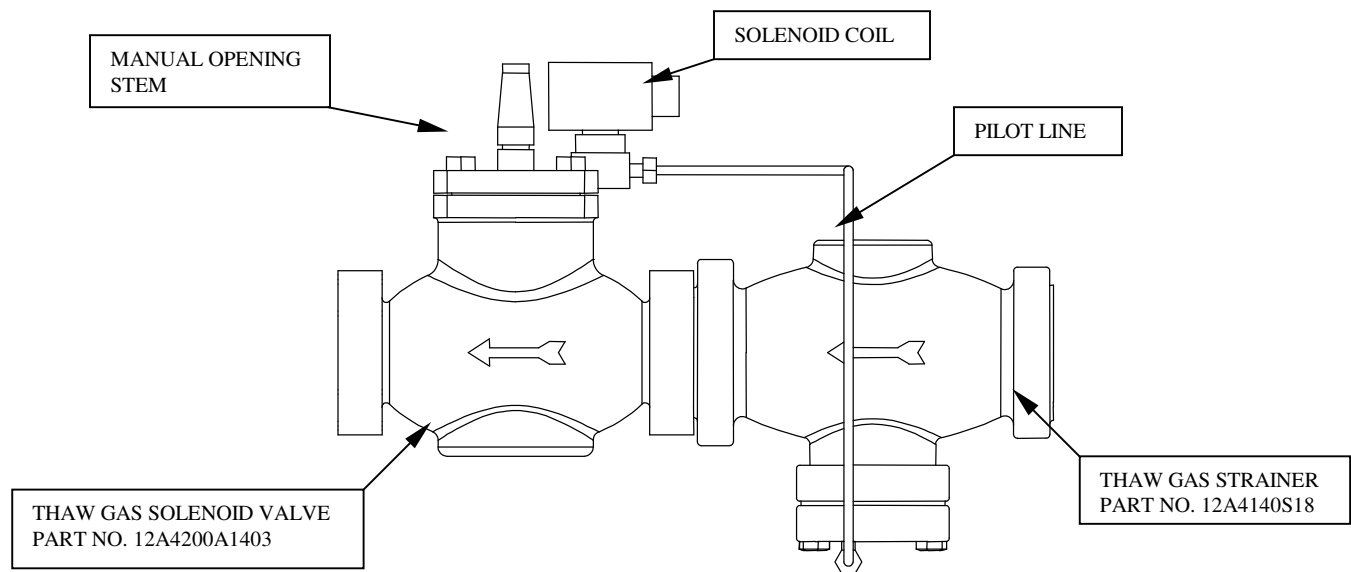 SOLENOID COIL
MANUAL OPENING
STEM
PILOT LINE
THAW GAS STRAINER
PART NO. 12A4140S18
THAW GAS SOLENOID VALVE
PART NO. 12A4200A1403